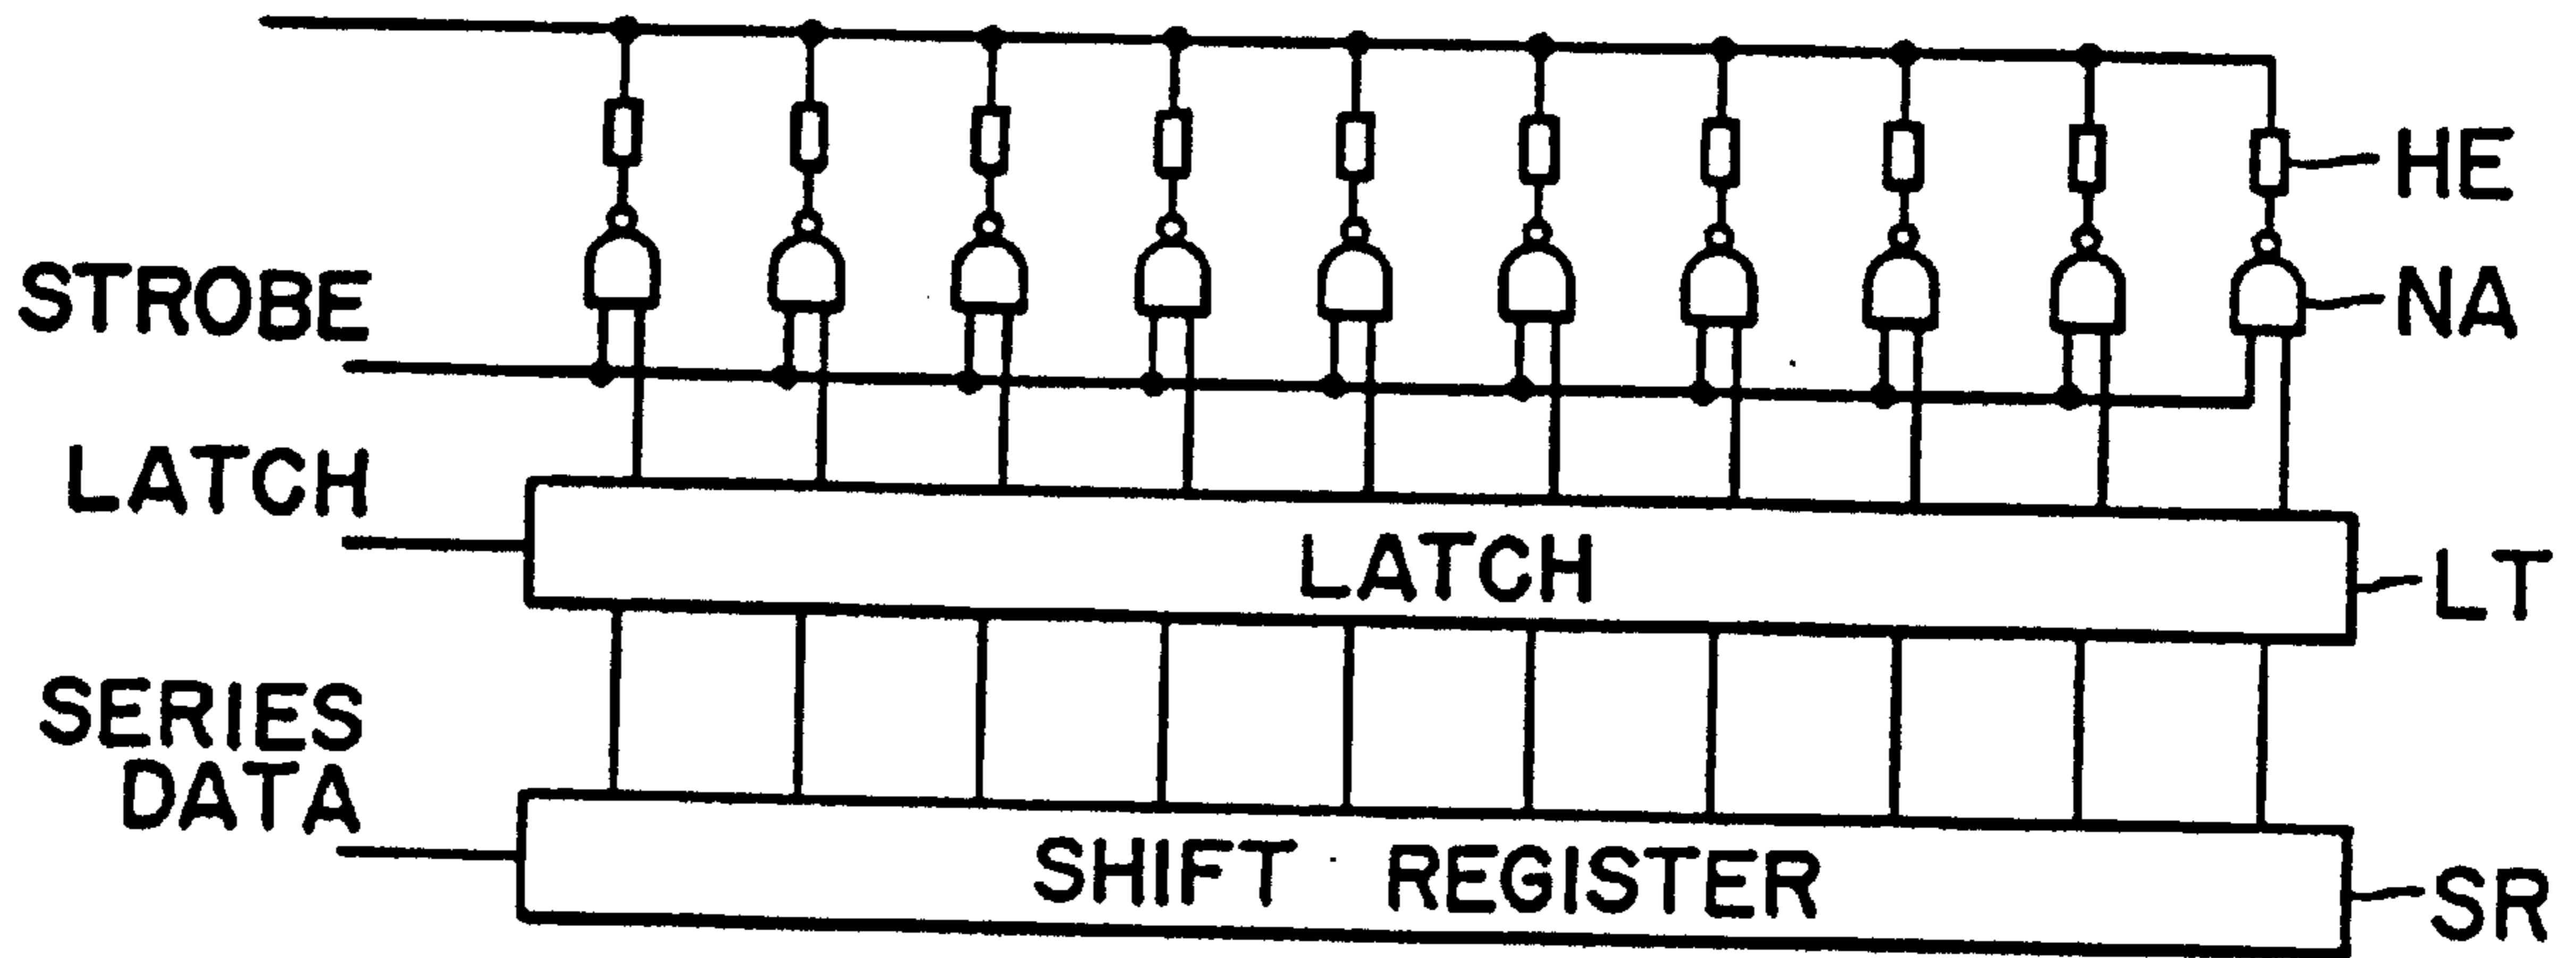 HE
STROBE
NA
LATCH
LATCH
LT
SERIES
DATA
SHIFT REGISTER
SR